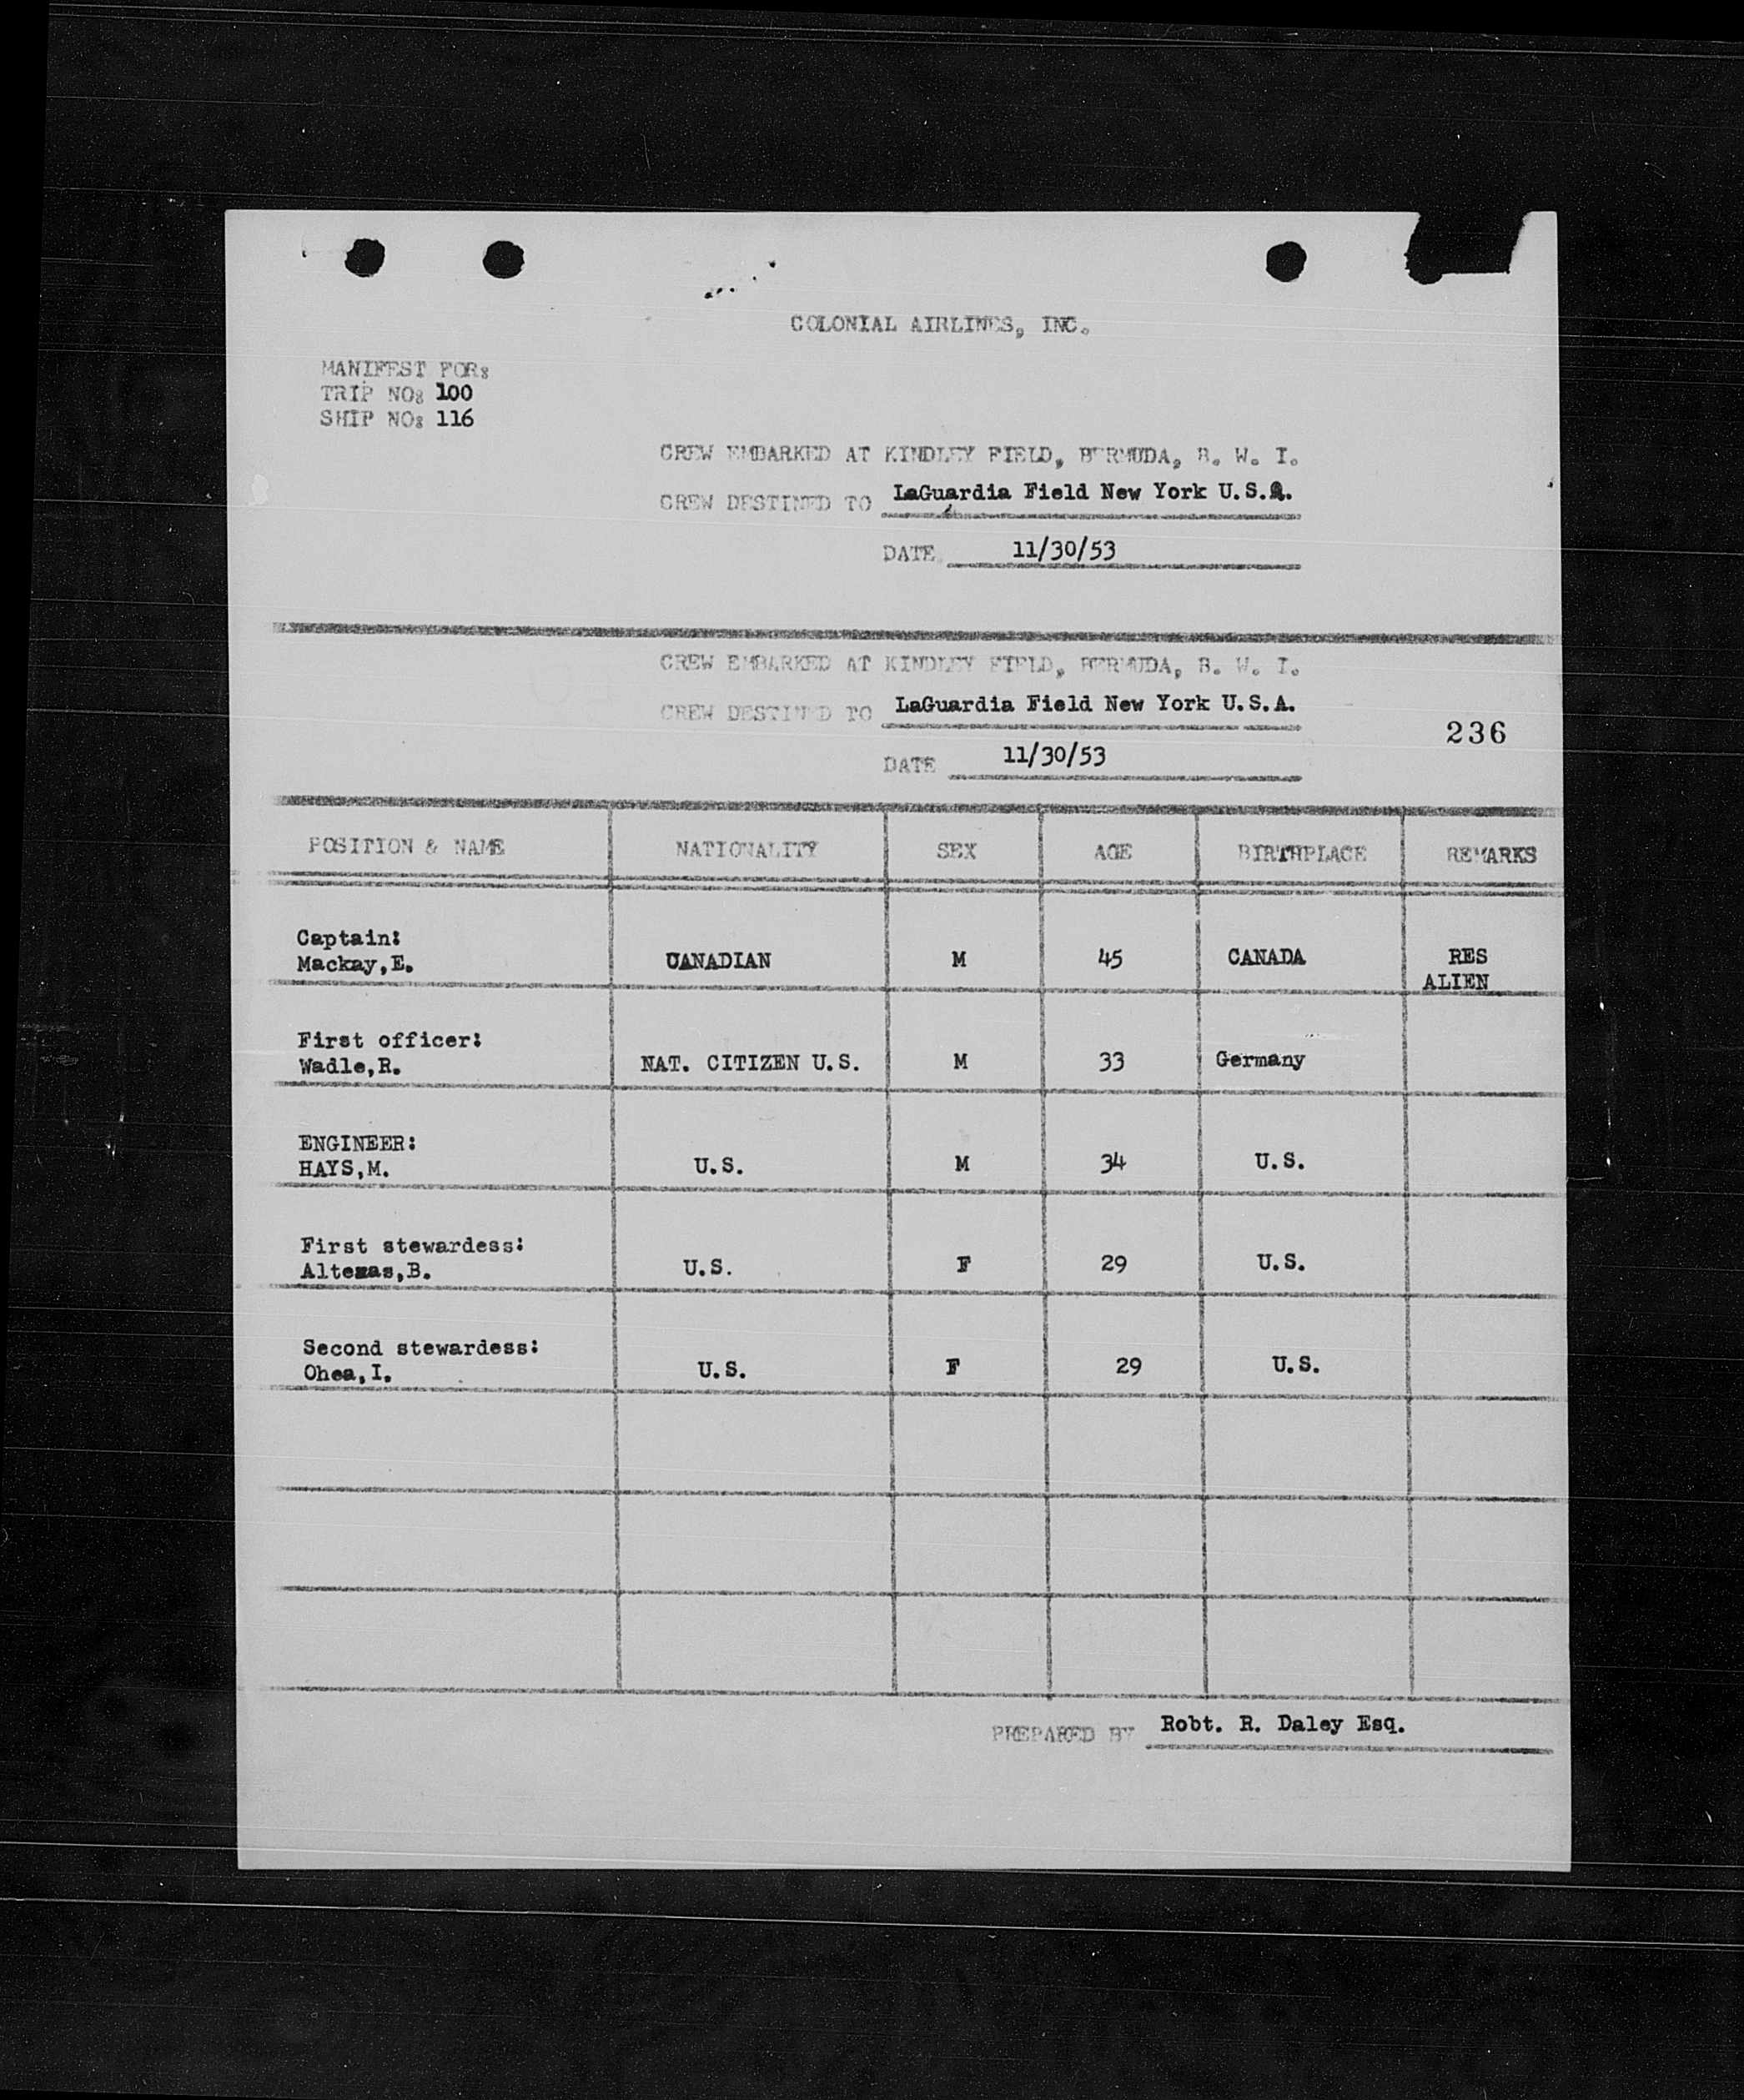 COLONIAL AIRLINES, INC.
MANIFEST FOR:
TRIP NO: 100
SHIP NO: 116
CREW EMBARKED AT KINDLEY FIELD, BERMUDA, B. W. I.
CREW DESTINED TO LaGuardia Field New York U.S.A.
DATE 11/30/53
CREW EMBARKED AT KINDLEY FIELD, BERMUDA, B. W. I.
CREW DESTINED TO LaGuardia Field New York U.S.A.
236
DATE 11/30/53
POSITION & NAME NATIONALITY SEX AGE BIRTHPLACE REMARKS
Captain:
Mackay,E. CANADIAN M 45 CANADA RES
ALIEN
First officer:
Wadle,R. NAT. CITIZEN U.S. M 33 Germany
ENGINEER:
HAYS,M. U.S. M 34 U.S.
First stewardess:
B. U.S. F 29 U.S.
Second stewardess:
Ohea,I. U.S. F 29 U.S.
PREPARED BY Robt. R. Daley Esq.